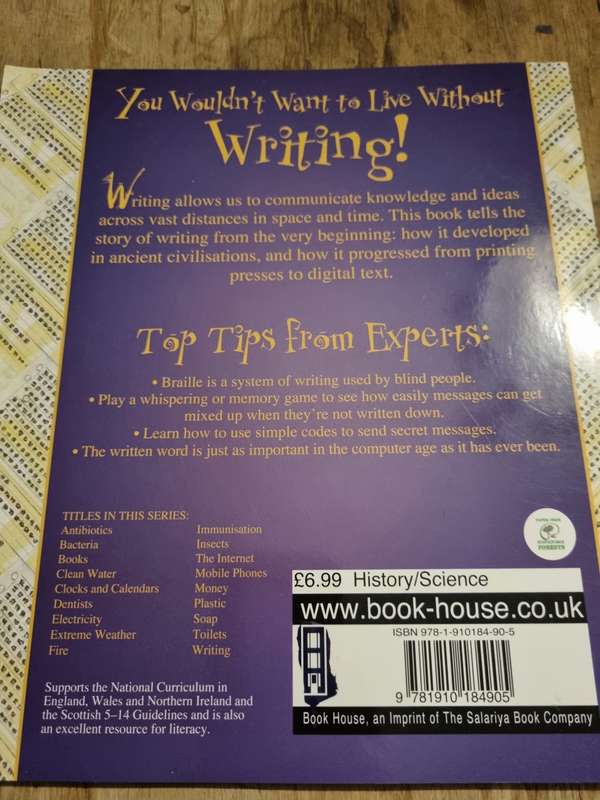 You Wouldn't Want to Live Without
Writing!
Writing allows us to communicate knowledge and ideas
across vast distances in space and time. This book tells the
story of writing from the very beginning: how it developed
in ancient civilisations, and how it progressed from printing
presses to digital text.
Top Tips from Experts:
• Braille is a system of writing used by blind people.
• Play a whispering or memory game to see how easily messages can get
mixed up when they're not written down.
• Learn how to use simple codes to send secret messages.
• The written word is just as important in the computer age as it has ever been.
TITLES IN THIS SERIES:
Antibiotics
Bacteria
Books
Clean Water
Clocks and Calendars
Dentists
Electricity
Extreme Weather
Fire
Immunisation
Insects
The Internet
Mobile Phones
Money
Plastic
Soap
Toilets
Writing
Supports the National Curriculum in
England, Wales and Northern Ireland and
the Scottish 5–14 Guidelines and is also
an excellent resource for literacy.
PAPER FROM
SUSTAINABLE
FORESTS
£6.99 History/Science
www.book-house.co.uk
ISBN 978-1-910184-90-5
9 781910 184905
Book House, an Imprint of The Salariya Book Company